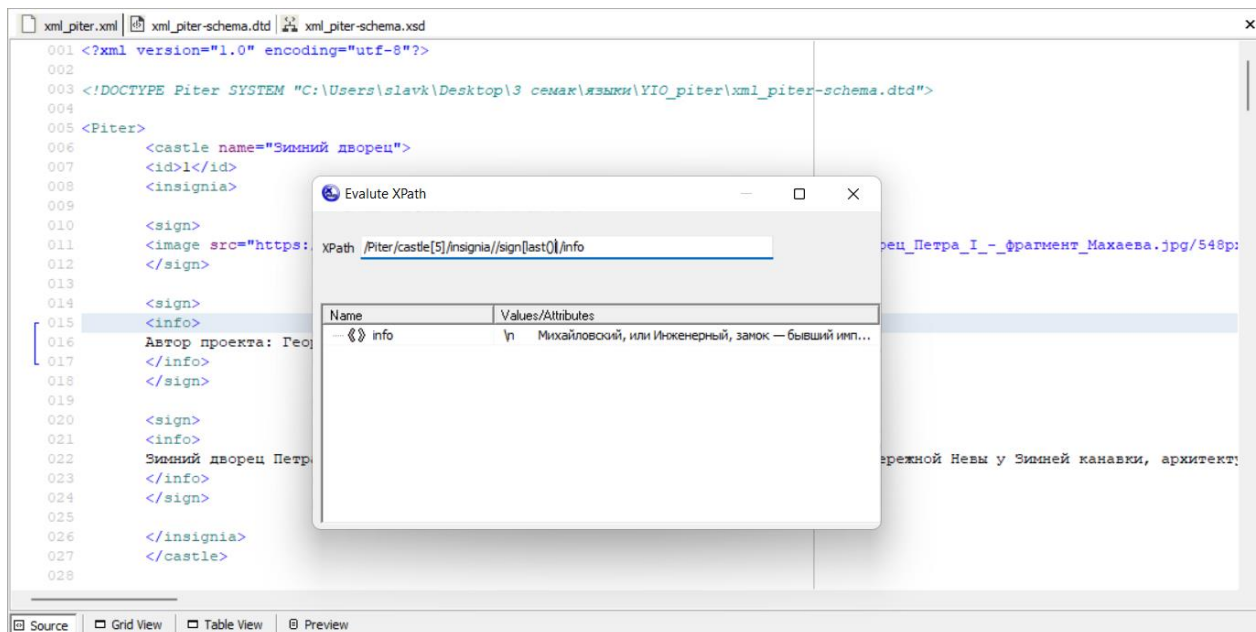 xml_piter.xml xml_piter-schema.dtd xml_piter-schema.xsd
001 <?xml version="1.0" encoding="utf-8"?>
002
003 <!DOCTYPE Piter SYSTEM "C:\Users\slavk\Desktop\3 семак\языки\YIO_piter\xml_piter-schema.dtd">
004
005 <Piter>
006 <castle name="Зимний дворец">
007 <id>1</id>
008 <insignia>
009
010 <sign>
011 <image src="https: Петра_I_-_фрагмент_Махаева.jpg/548p
012 </sign>
013
014 <sign>
015 <info>
016 Автор проекта:
017 </info>
018 </sign>
019
020 <sign>
021 <info>
022 Зимний дворец Невы у Зимней канавки,
023 </info>
024 </sign>
025
026 </insignia>
027 </castle>
028
Evalute XPath
XPath /Piter/castle[5]/insignia//sign[last()]/info
Name Values/Attributes
info \n Михайловский, или Инженерный, замок — бывший имп...
Source Grid View Table View Preview